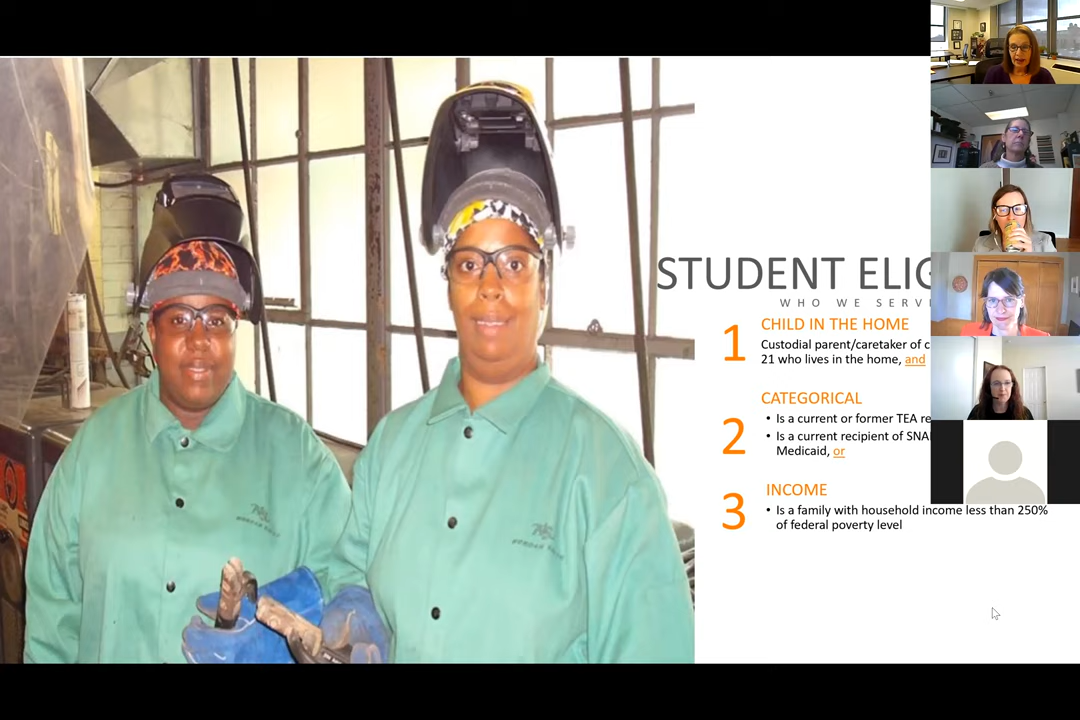 STUDENT ELIG
WHO WE SERV
1
CHILD IN THE HOME
Custodial parent/caretaker of c
21 who lives in the home, and
2
CATEGORICAL
• Is a current or former TEA re
• Is a current recipient of SNA
Medicaid, or
3
INCOME
• Is a family with household income less than 250%
of federal poverty level